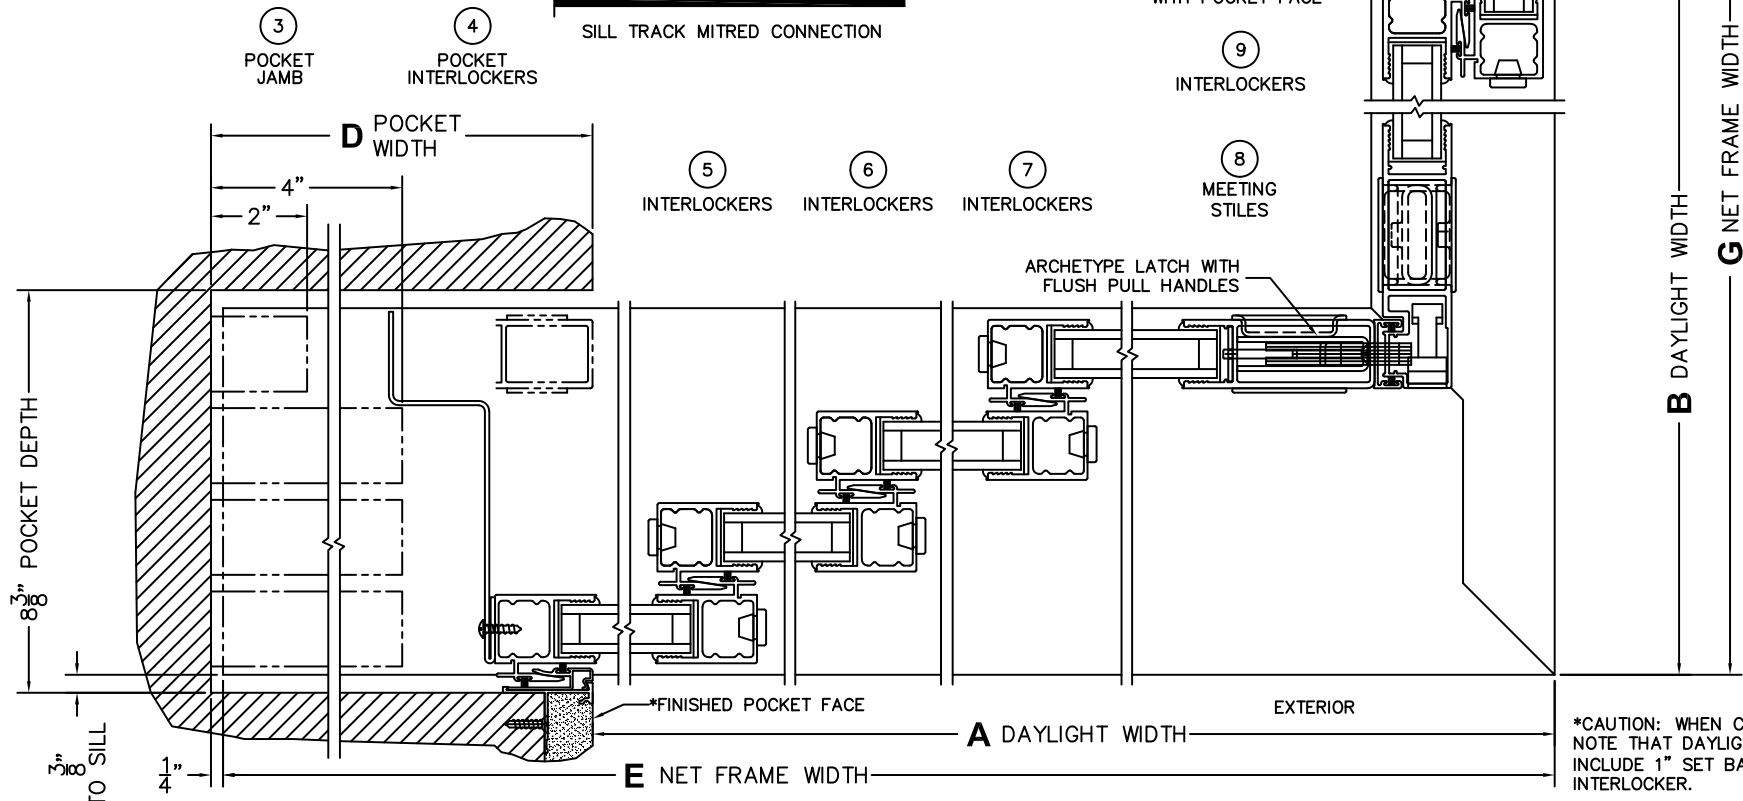 WITH POCKET FACE
3
POCKET
JAMB
4
POCKET
INTERLOCKERS
SILL TRACK MITRED CONNECTION
9
INTERLOCKERS
D POCKET
WIDTH
4"
2"
5
INTERLOCKERS
6
INTERLOCKERS
7
INTERLOCKERS
8
MEETING
STILES
ARCHETYPE LATCH WITH
FLUSH PULL HANDLES
B DAYLIGHT WIDTH
G NET FRAME WIDTH
8 3/8" POCKET DEPTH
3/8"
TO SILL
1/4"
*FINISHED POCKET FACE
EXTERIOR
A DAYLIGHT WIDTH
E NET FRAME WIDTH
*CAUTION: WHEN C
NOTE THAT DAYLIG
INCLUDE 1" SET BA
INTERLOCKER.